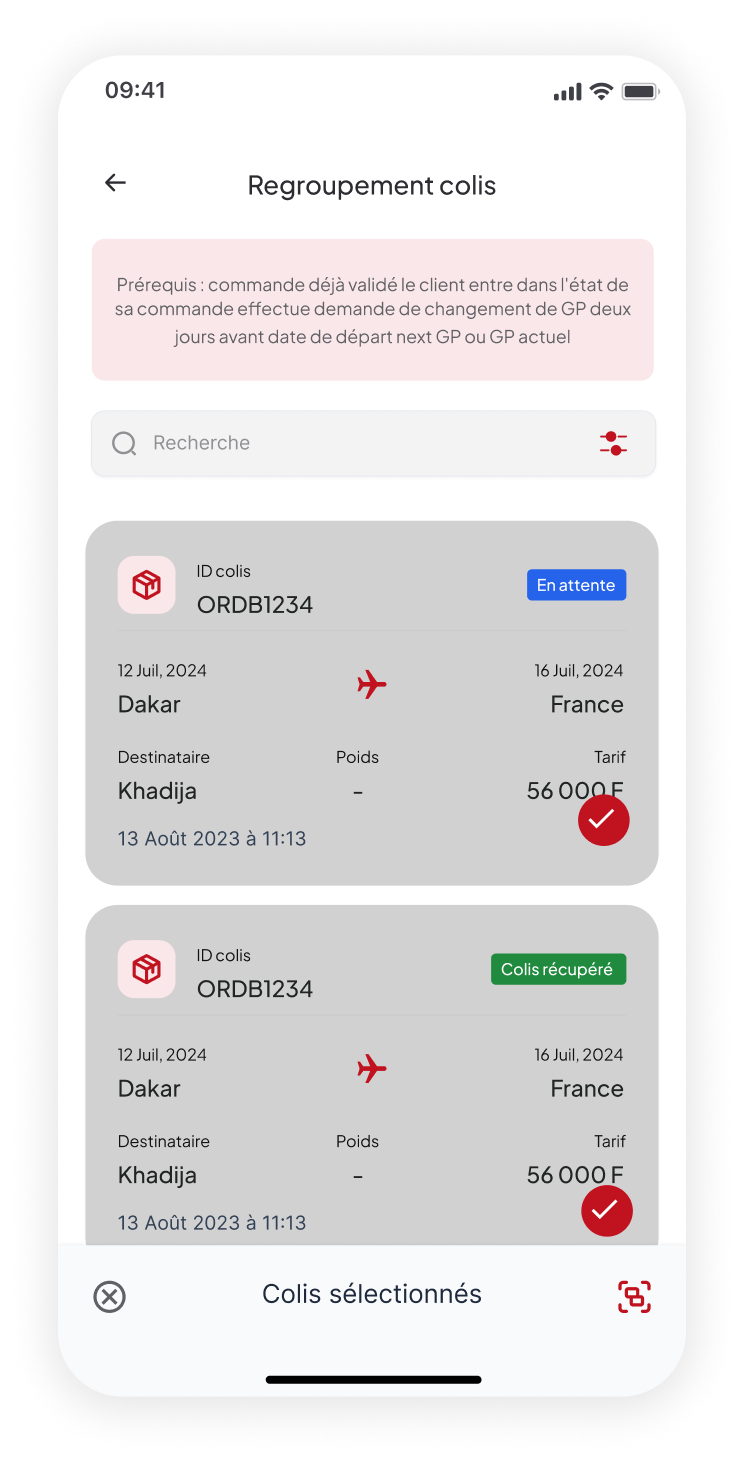 09:41
Regroupement colis
Prérequis : commande déjà validé le client entre dans l'état de
sa commande effectue demande de changement de GP deux
jours avant date de départ next GP ou GP actuel
Recherche
ID colis
ORDB1234
En attente
12 Juil, 2024
16 Juil, 2024
Dakar
France
Destinataire
Poids
Tarif
Khadija
-
56 000 F
13 Août 2023 à 11:13
ID colis
ORDB1234
Colis récupéré
12 Juil, 2024
16 Juil, 2024
Dakar
France
Destinataire
Poids
Tarif
Khadija
-
56 000 F
13 Août 2023 à 11:13
Colis sélectionnés